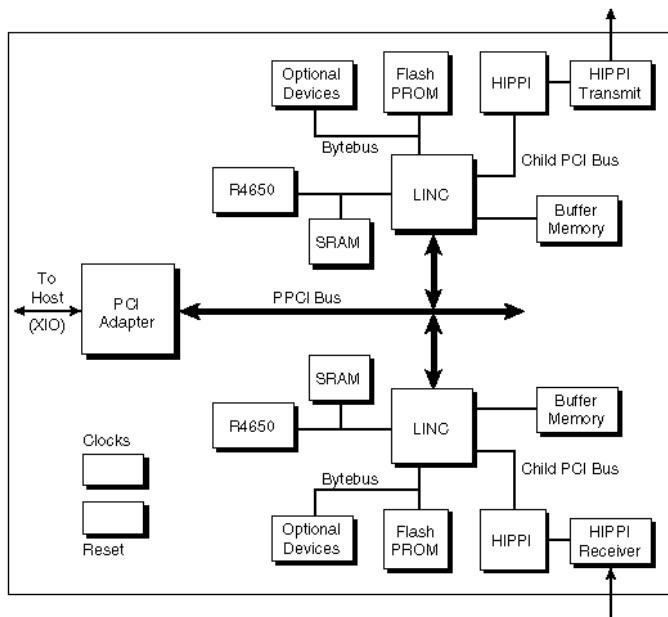 Optional
Devices
Flash
PROM
HIPPI
HIPPI
Transmit
Bytebus
Child PCI Bus
R4650
LINC
SRAM
Buffer
Memory
To
Host
(XIO)
PCI
Adapter
PPCI Bus
SRAM
R4650
LINC
Buffer
Memory
Clocks
Bytebus
Child PCI Bus
Reset
Optional
Devices
Flash
PROM
HIPPI
HIPPI
Receiver